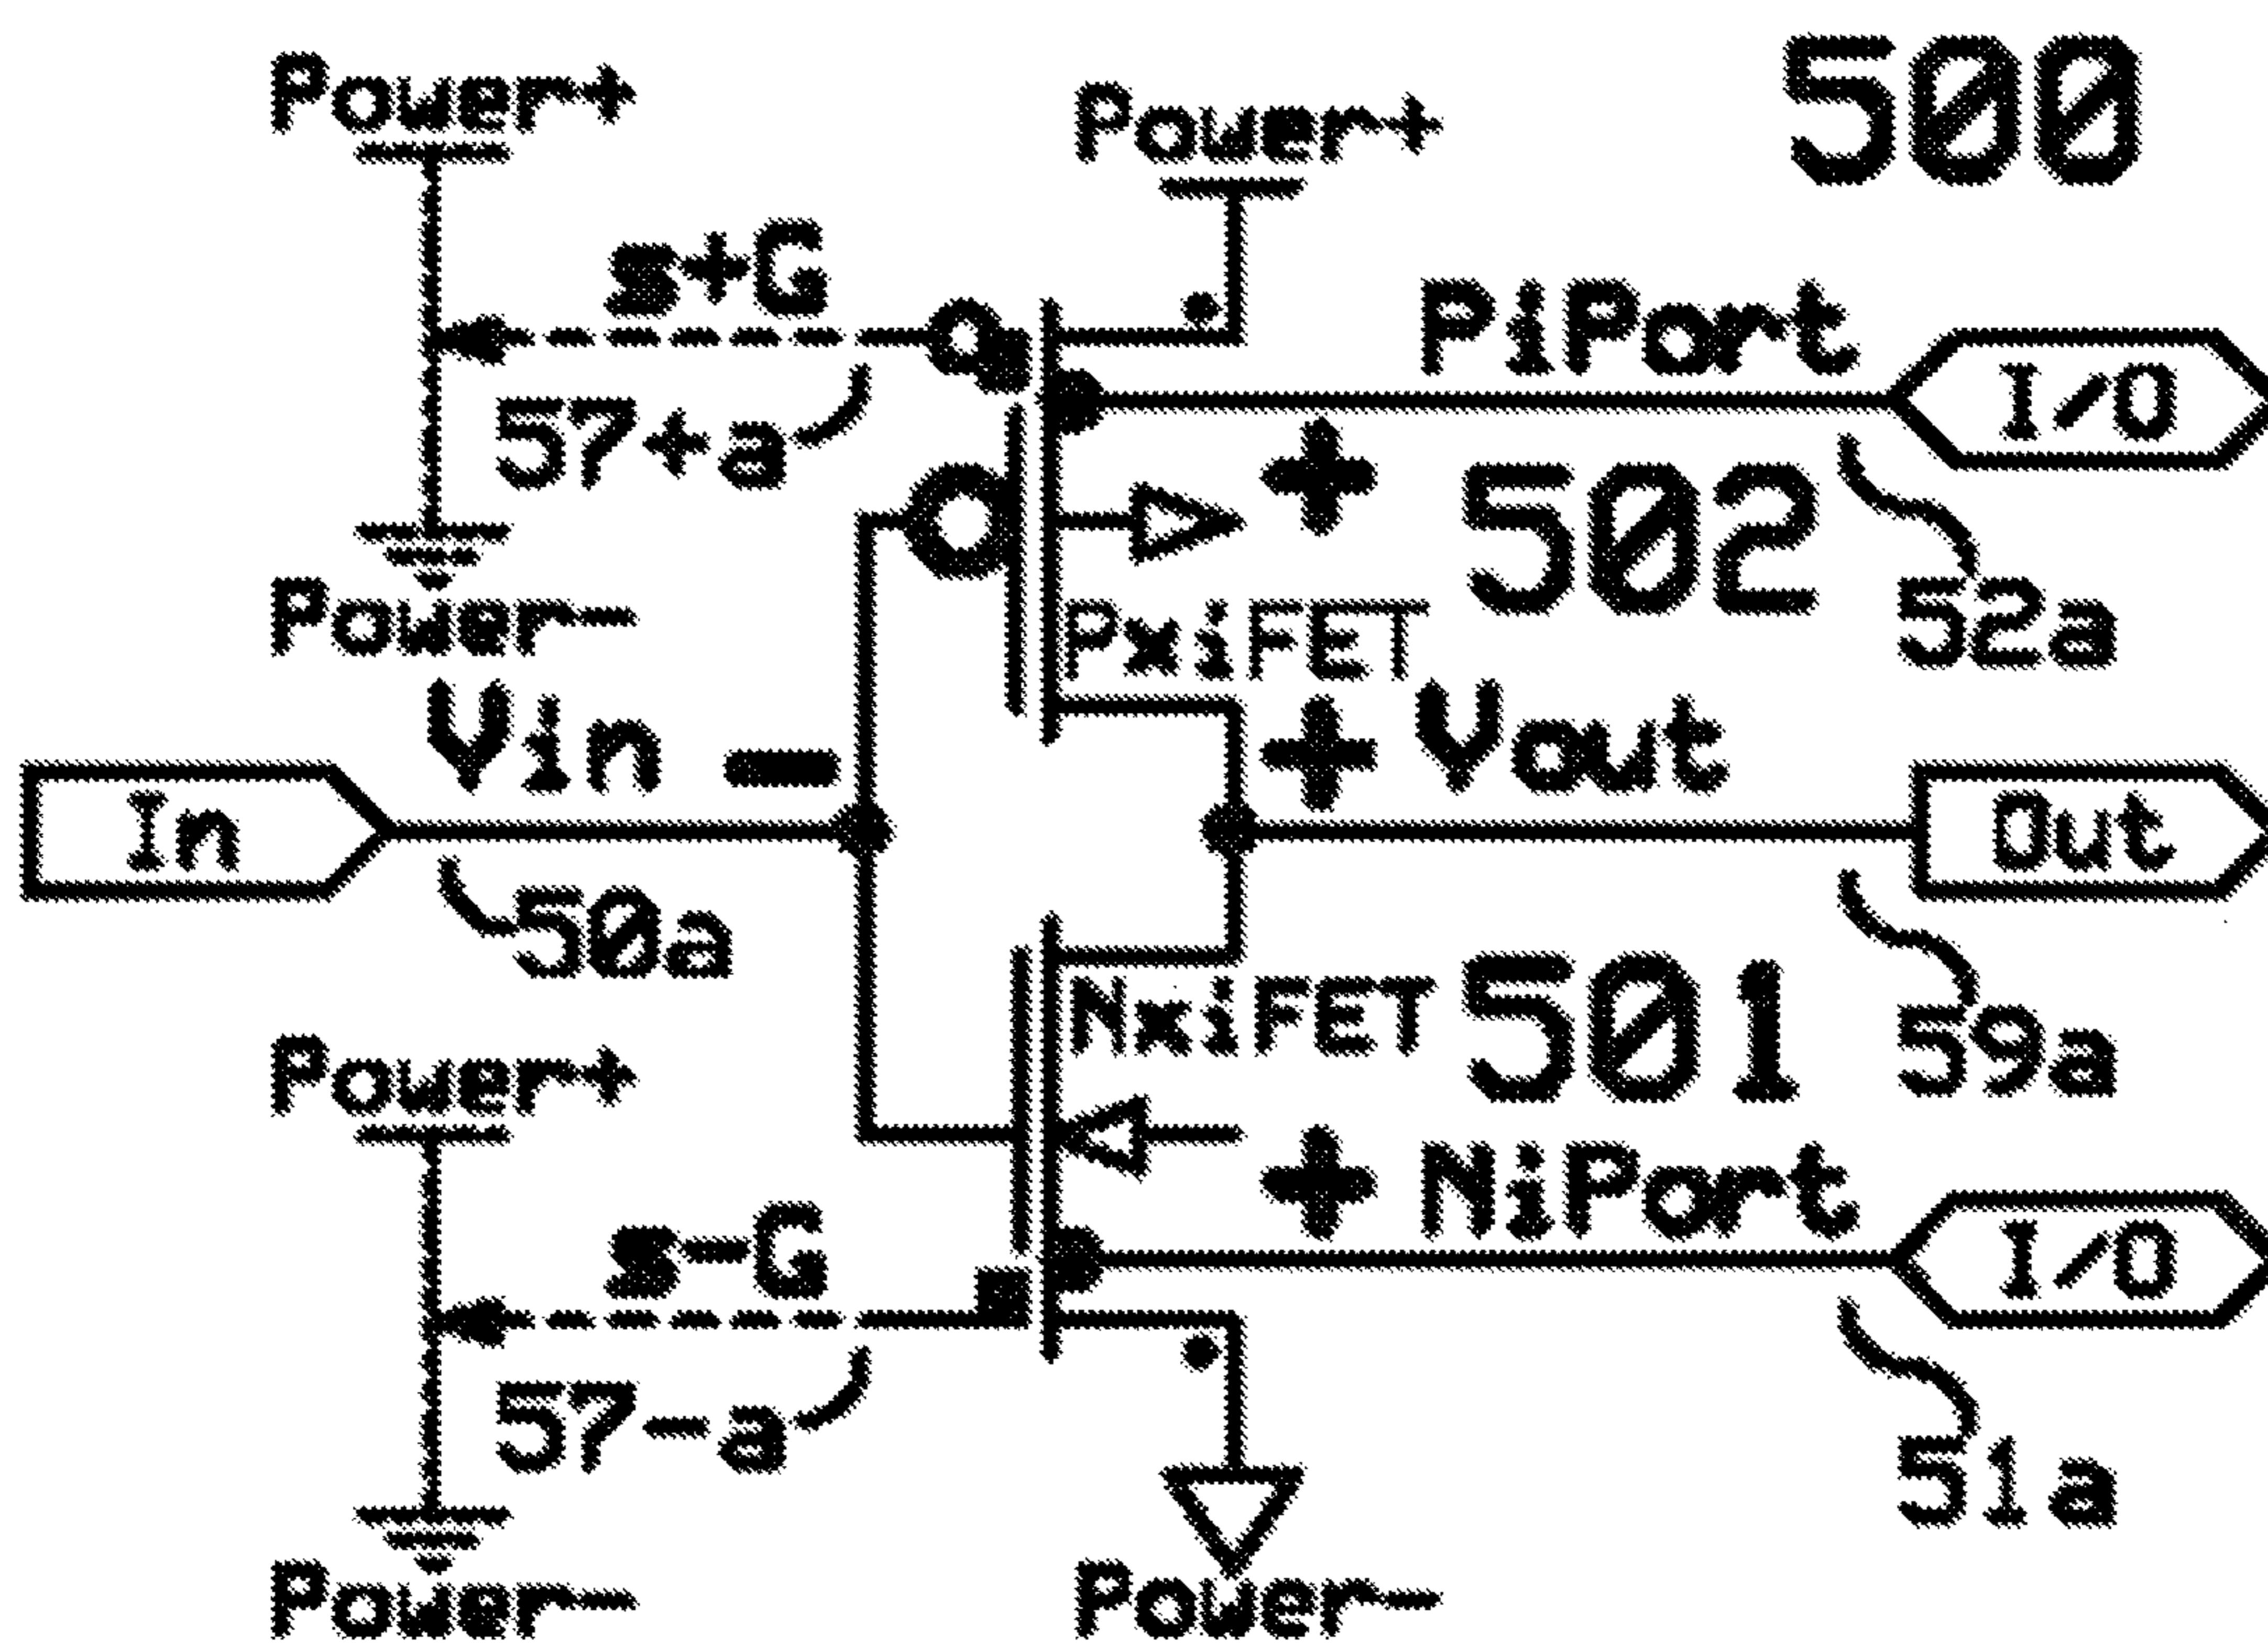 Power+
Power+
500
s+G
PiPort
I/O
57+a
+
502
52a
Power-
PxiFET
Vin -
+ Vout
In
Out
50a
NxiFET
501
59a
Power+
+ NiPort
s-G
I/O
57-a
51a
Power-
Power-